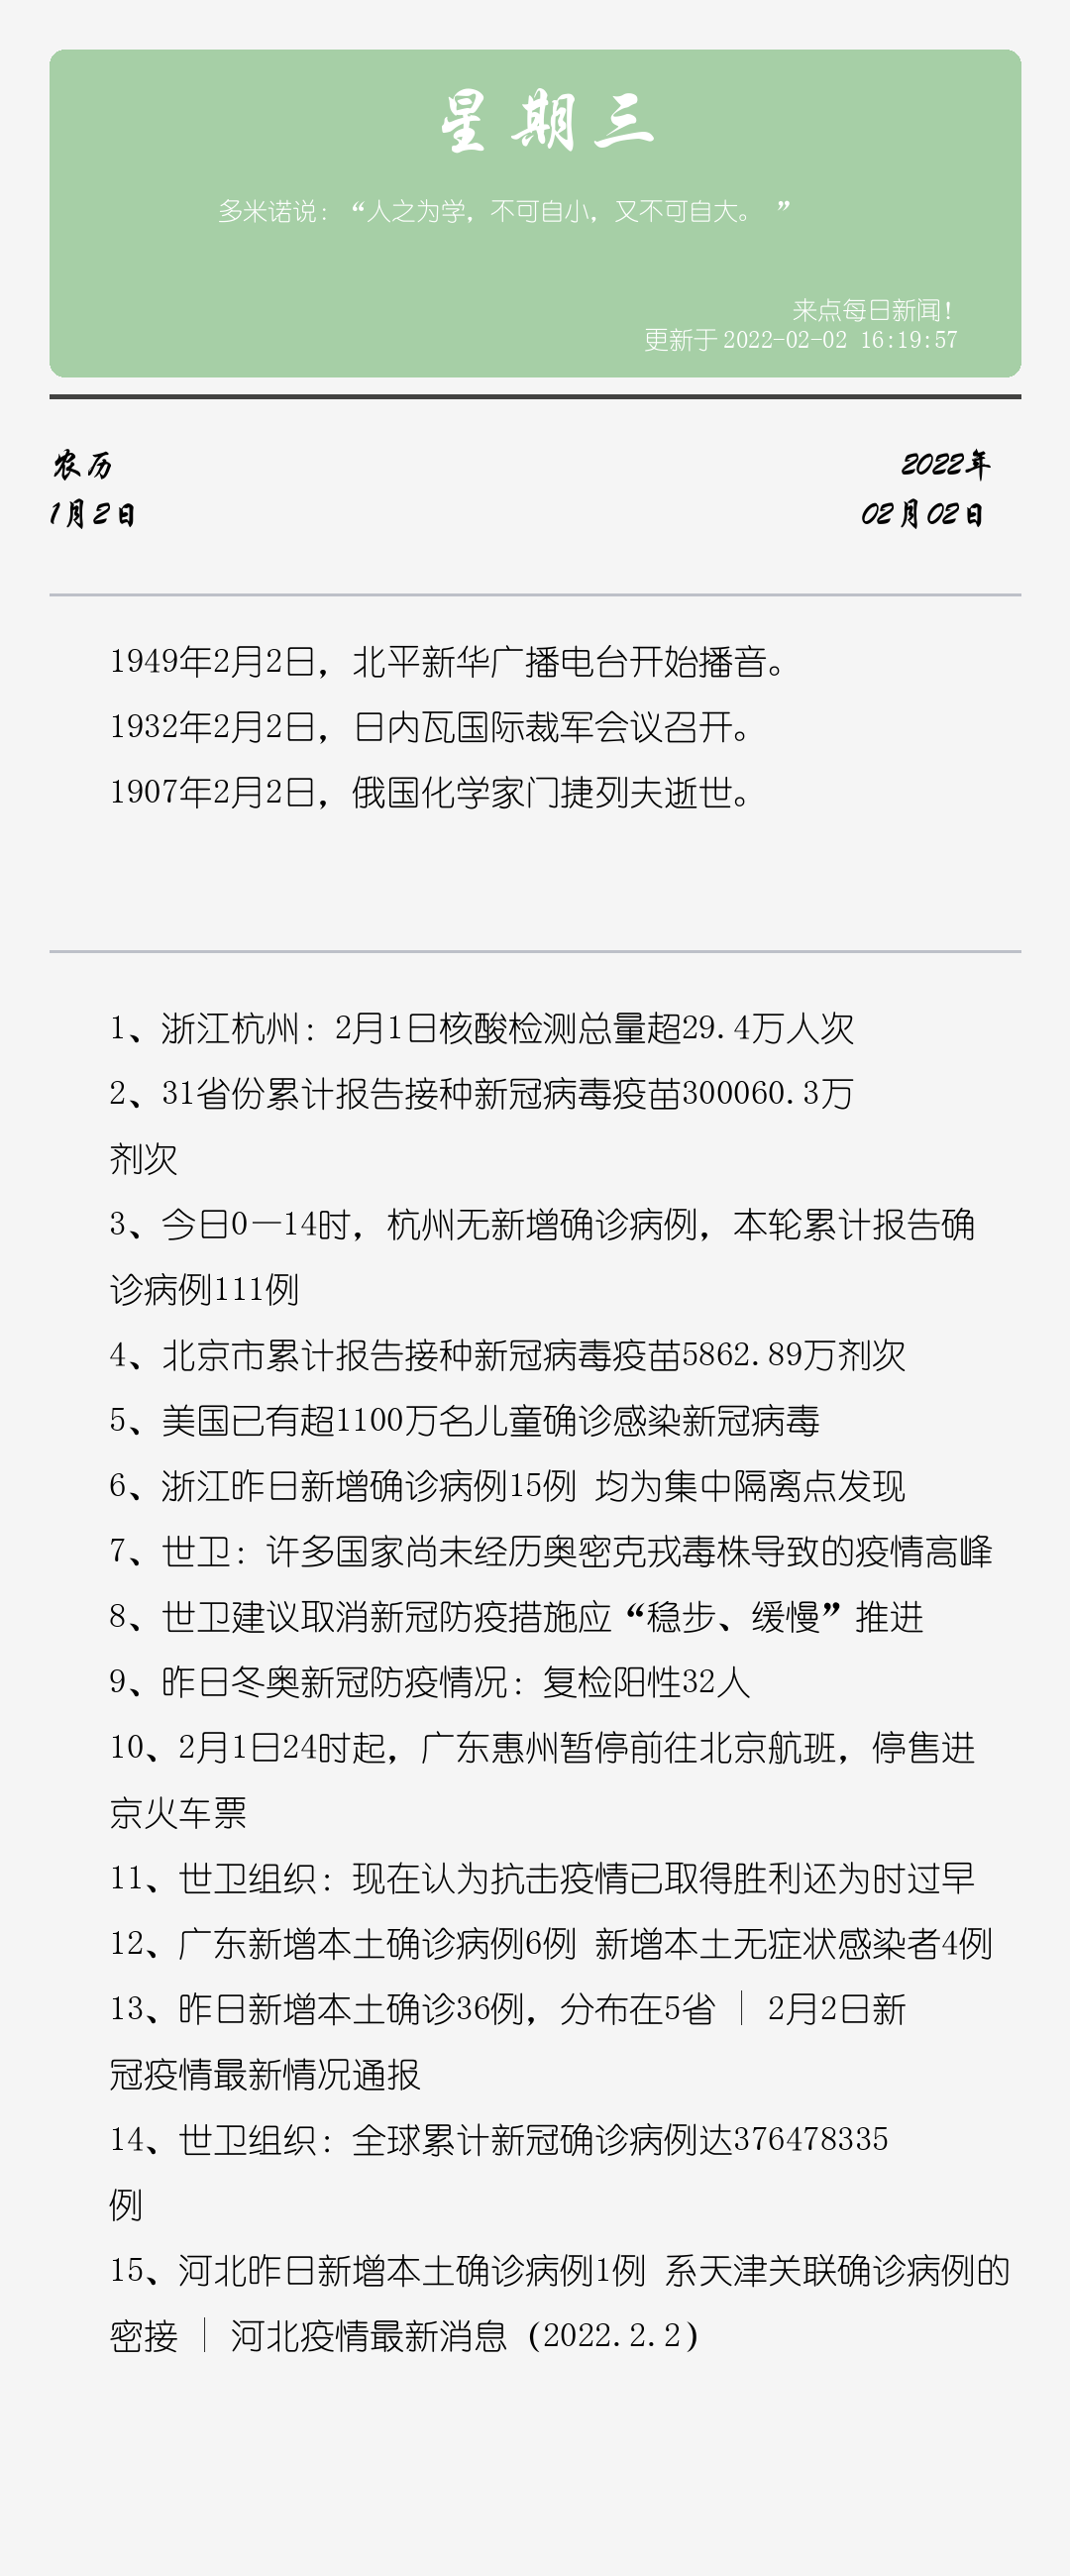 星期三
多米诺说：“人之为学，不可自小，又不可自大。 ”
来点每日新闻！
更新于 2022-02-02 16:19:57
农历
2022年
1月2日
02月02日
1949年2月2日，北平新华广播电台开始播音。
1932年2月2日，日内瓦国际裁军会议召开。
1907年2月2日，俄国化学家门捷列夫逝世。
1、浙江杭州：2月1日核酸检测总量超29.4万人次
2、31省份累计报告接种新冠病毒疫苗300060.3万
剂次
3、今日0—14时，杭州无新增确诊病例，本轮累计报告确
诊病例111例
4、北京市累计报告接种新冠病毒疫苗5862.89万剂次
5、美国已有超1100万名儿童确诊感染新冠病毒
6、浙江昨日新增确诊病例15例 均为集中隔离点发现
7、世卫：许多国家尚未经历奥密克戎毒株导致的疫情高峰
8、世卫建议取消新冠防疫措施应“稳步、缓慢”推进
9、昨日冬奥新冠防疫情况：复检阳性32人
10、2月1日24时起，广东惠州暂停前往北京航班，停售进
京火车票
11、世卫组织：现在认为抗击疫情已取得胜利还为时过早
12、广东新增本土确诊病例6例 新增本土无症状感染者4例
13、昨日新增本土确诊36例，分布在5省｜2月2日新
冠疫情最新情况通报
14、世卫组织：全球累计新冠确诊病例达376478335
例
15、河北昨日新增本土确诊病例1例 系天津关联确诊病例的
密接｜河北疫情最新消息（2022.2.2）